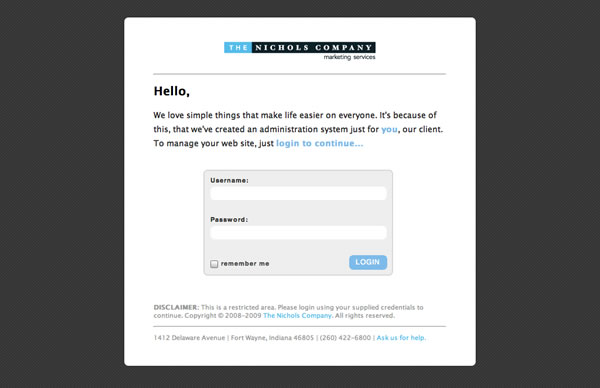 THE NICHOLS COMPANY
marketing services
Hello,
We love simple things that make life easier on everyone. It's because of
this, that we've created an administration system just for you, our client.
To manage your web site, just login to continue...
Username:
Password:
remember me
LOGIN
DISCLAIMER: This is a restricted area. Please login using your supplied credentials to
continue. Copyright © 2008-2009 The Nichols Company. All rights reserved.
1412 Delaware Avenue | Fort Wayne, Indiana 46805 | (260) 422-6800 | Ask us for help.